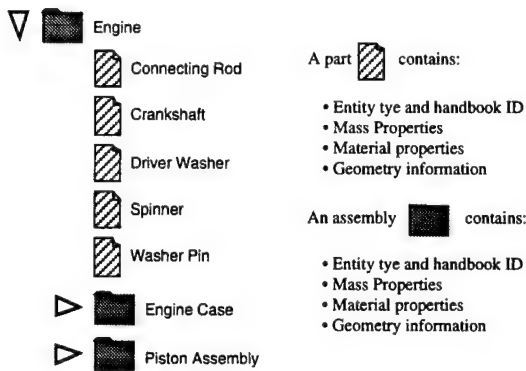 Engine
Connecting Rod
Crankshaft
Driver Washer
Spinner
Washer Pin
Engine Case
Piston Assembly
A part contains:
• Entity tye and handbook ID
• Mass Properties
• Material properties
• Geometry information
An assembly contains:
• Entity tye and handbook ID
• Mass Properties
• Material properties
• Geometry information